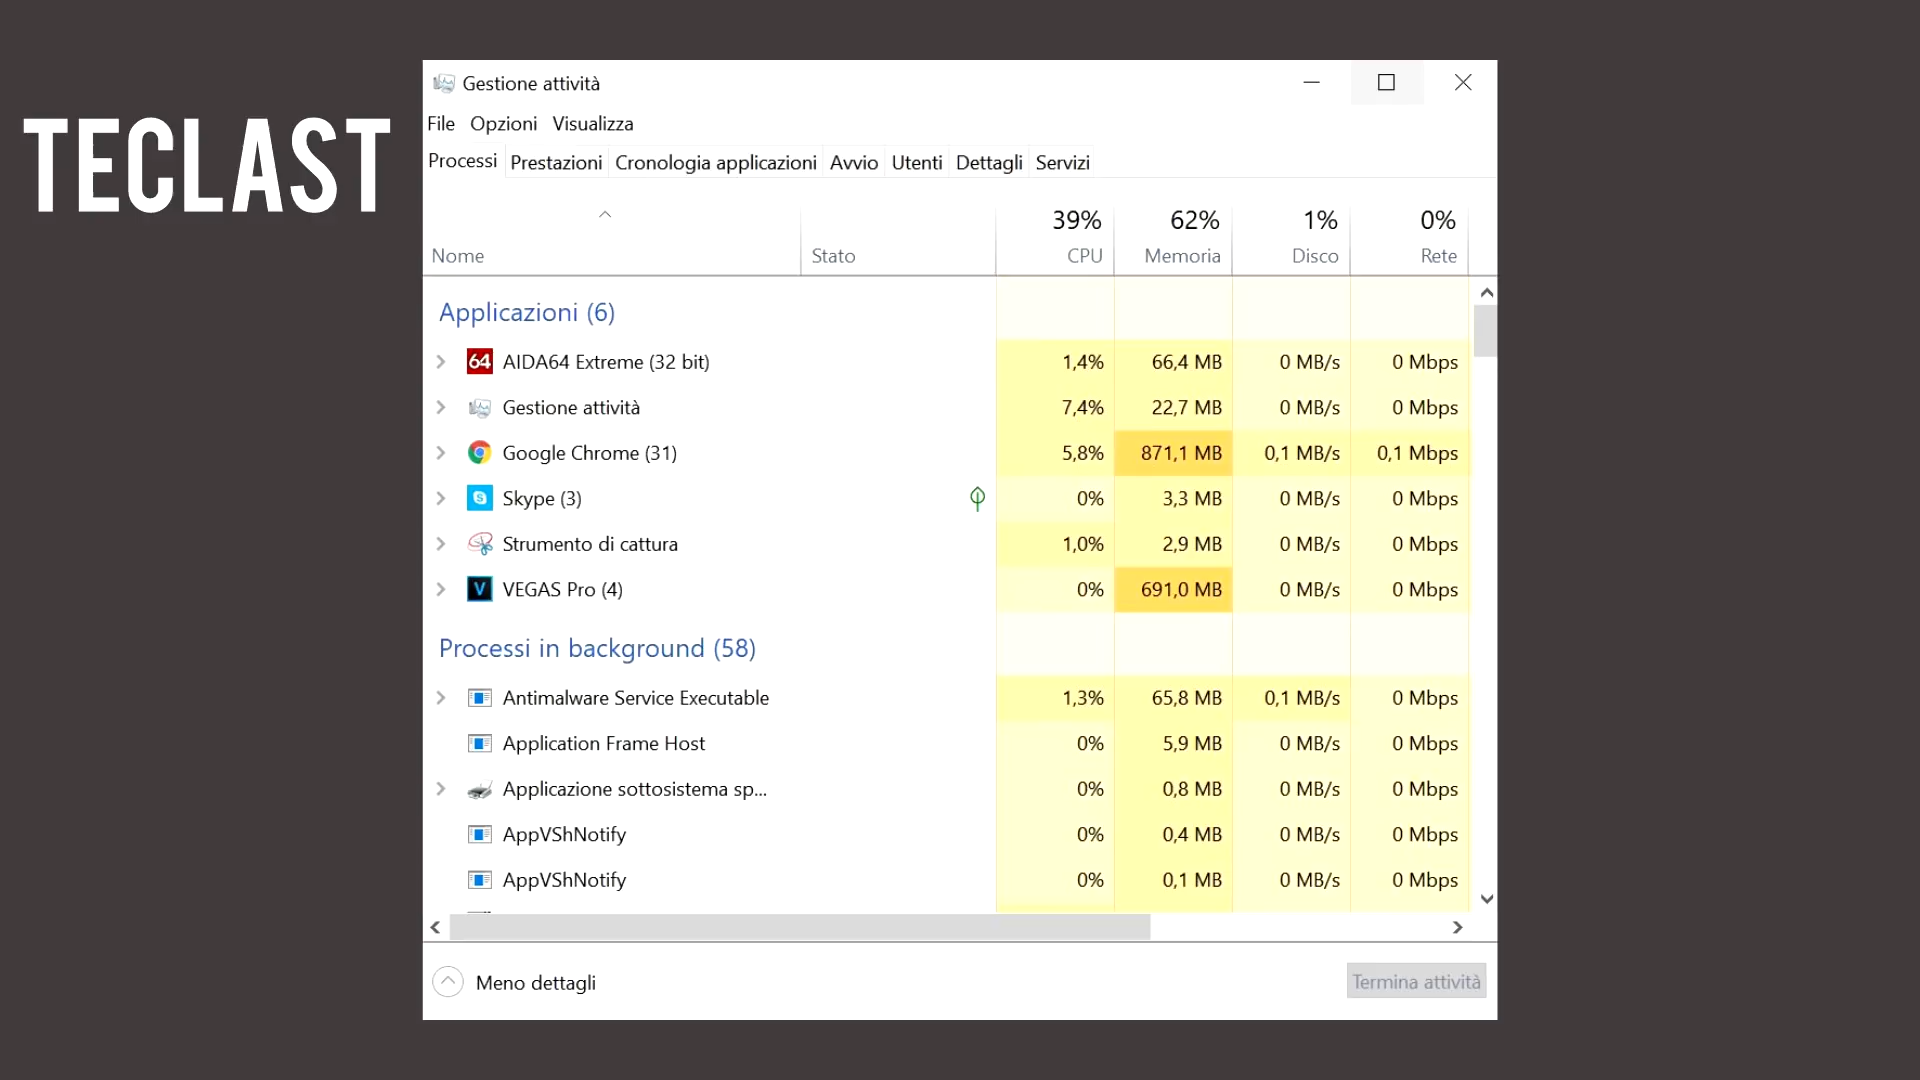 TECLAST
Gestione attività
File Opzioni Visualizza
Processi Prestazioni Cronologia applicazioni Avvio Utenti Dettagli Servizi
39% 62% 1% 0%
Nome Stato CPU Memoria Disco Rete
Applicazioni (6)
64 AIDA64 Extreme (32 bit) 1,4% 66,4 MB 0 MB/s 0 Mbps
Gestione attività 7,4% 22,7 MB 0 MB/s 0 Mbps
Google Chrome (31) 5,8% 871,1 MB 0,1 MB/s 0,1 Mbps
S Skype (3) 0% 3,3 MB 0 MB/s 0 Mbps
Strumento di cattura 1,0% 2,9 MB 0 MB/s 0 Mbps
V VEGAS Pro (4) 0% 691,0 MB 0 MB/s 0 Mbps
Processi in background (58)
Antimalware Service Executable 1,3% 65,8 MB 0,1 MB/s 0 Mbps
Application Frame Host 0% 5,9 MB 0 MB/s 0 Mbps
Applicazione sottosistema sp... 0% 0,8 MB 0 MB/s 0 Mbps
AppVShNotify 0% 0,4 MB 0 MB/s 0 Mbps
AppVShNotify 0% 0,1 MB 0 MB/s 0 Mbps
Meno dettagli Termina attività